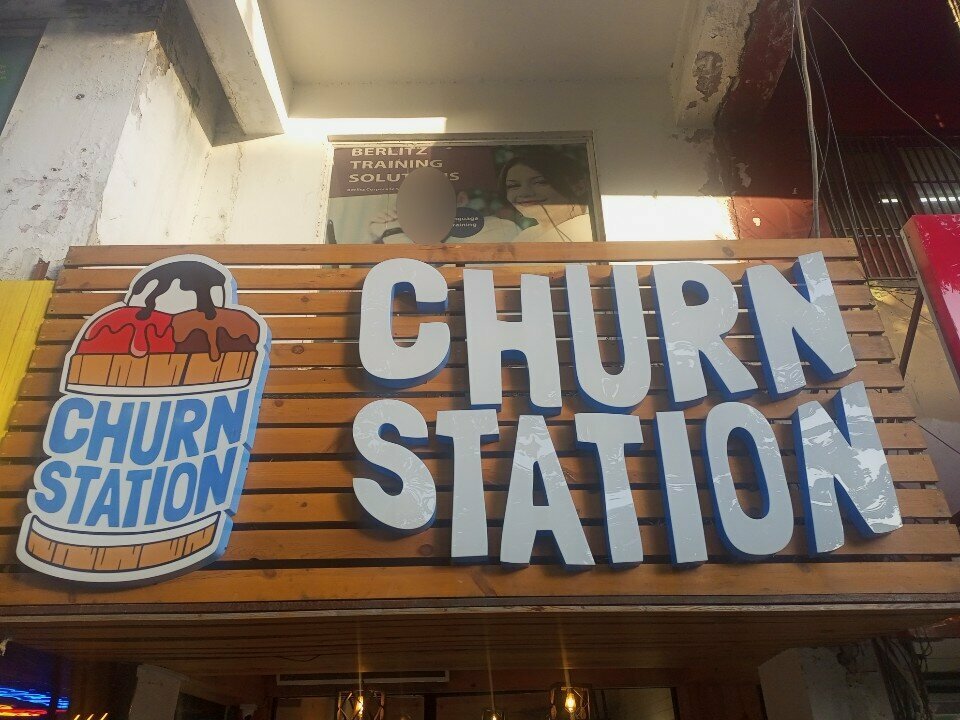 BERLITZ
TRAINING
CHURN
STATION
CHURN
STATION